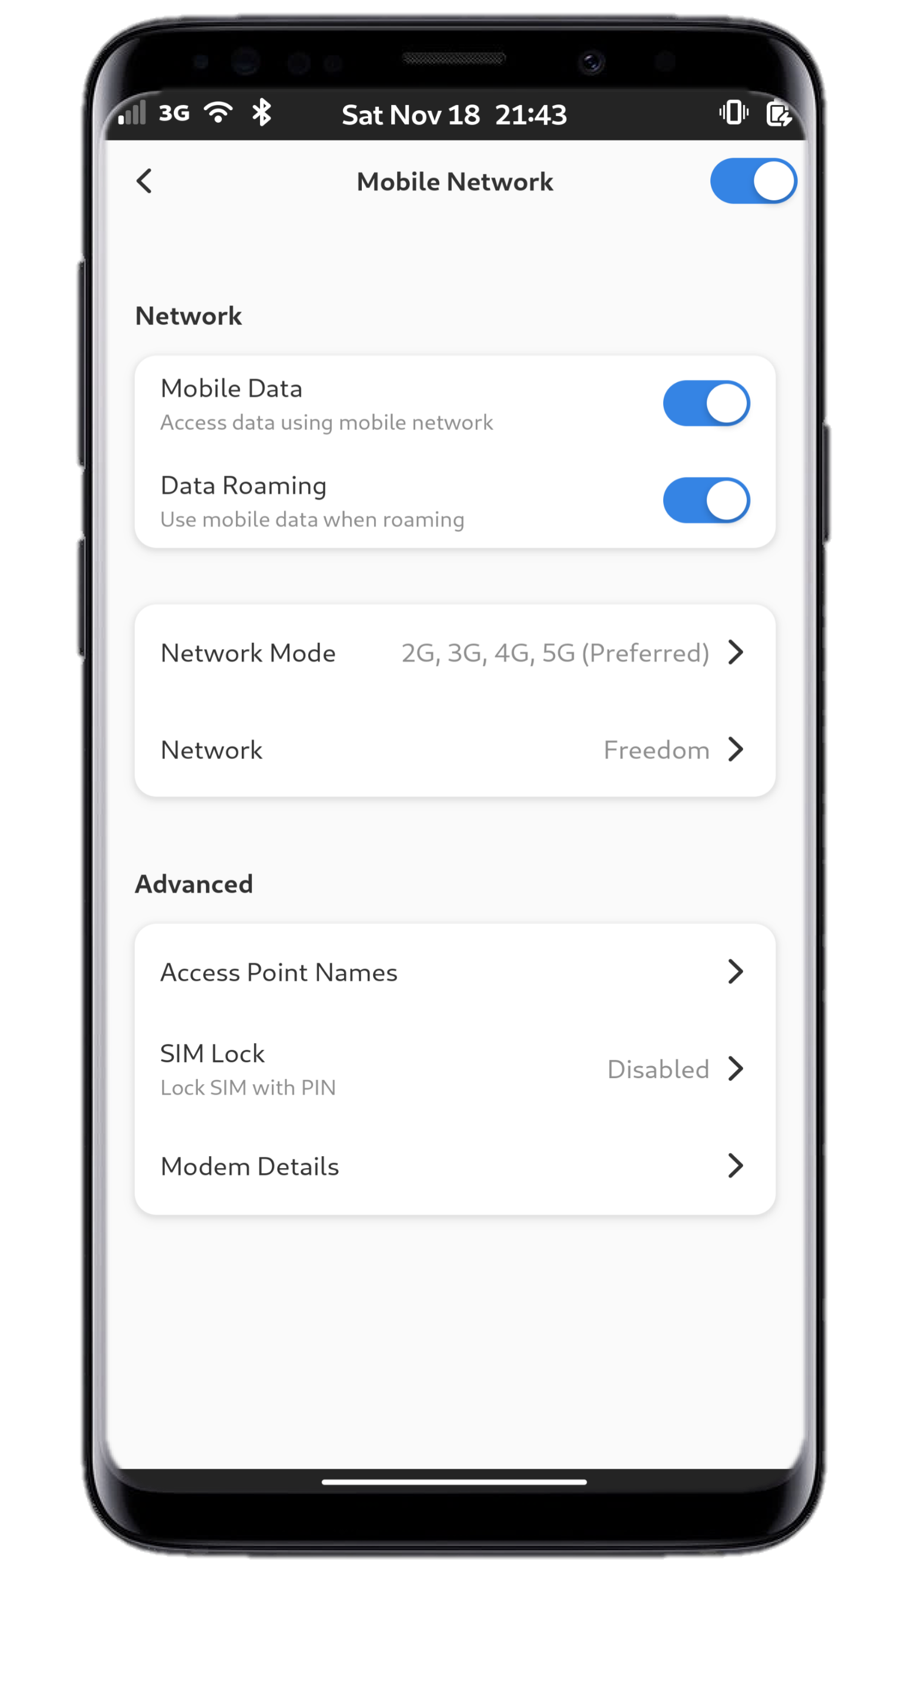 3G Sat Nov 18 21:43
Mobile Network
Network
Mobile Data
Access data using mobile network
Data Roaming
Use mobile data when roaming
Network Mode 2G, 3G, 4G, 5G (Preferred)
Network Freedom
Advanced
Access Point Names
SIM Lock
Lock SIM with PIN
Disabled
Modem Details